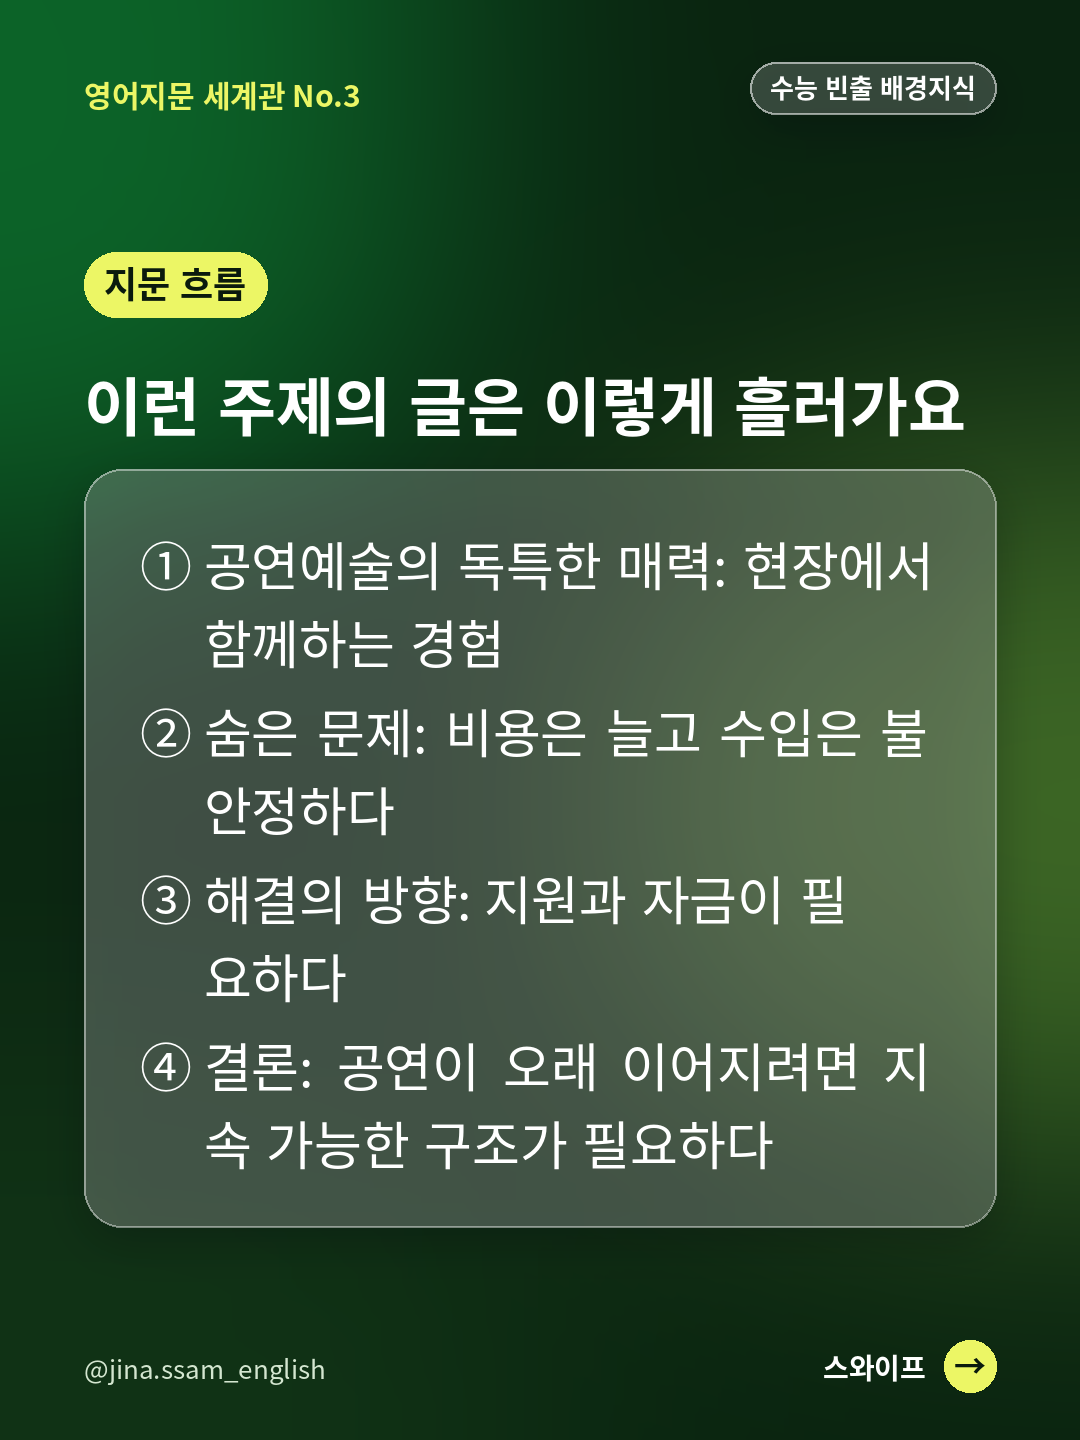 영어지문 세계관 No.3
수능 빈출 배경지식
지문 흐름
이런 주제의 글은 이렇게 흘러가요
① 공연예술의 독특한 매력: 현장에서
함께하는 경험
② 숨은 문제: 비용은 늘고 수입은 불
안정하다
③ 해결의 방향: 지원과 자금이 필
요하다
④ 결론: 공연이 오래 이어지려면 지
속 가능한 구조가 필요하다
@jina.ssam_english
스와이프 →